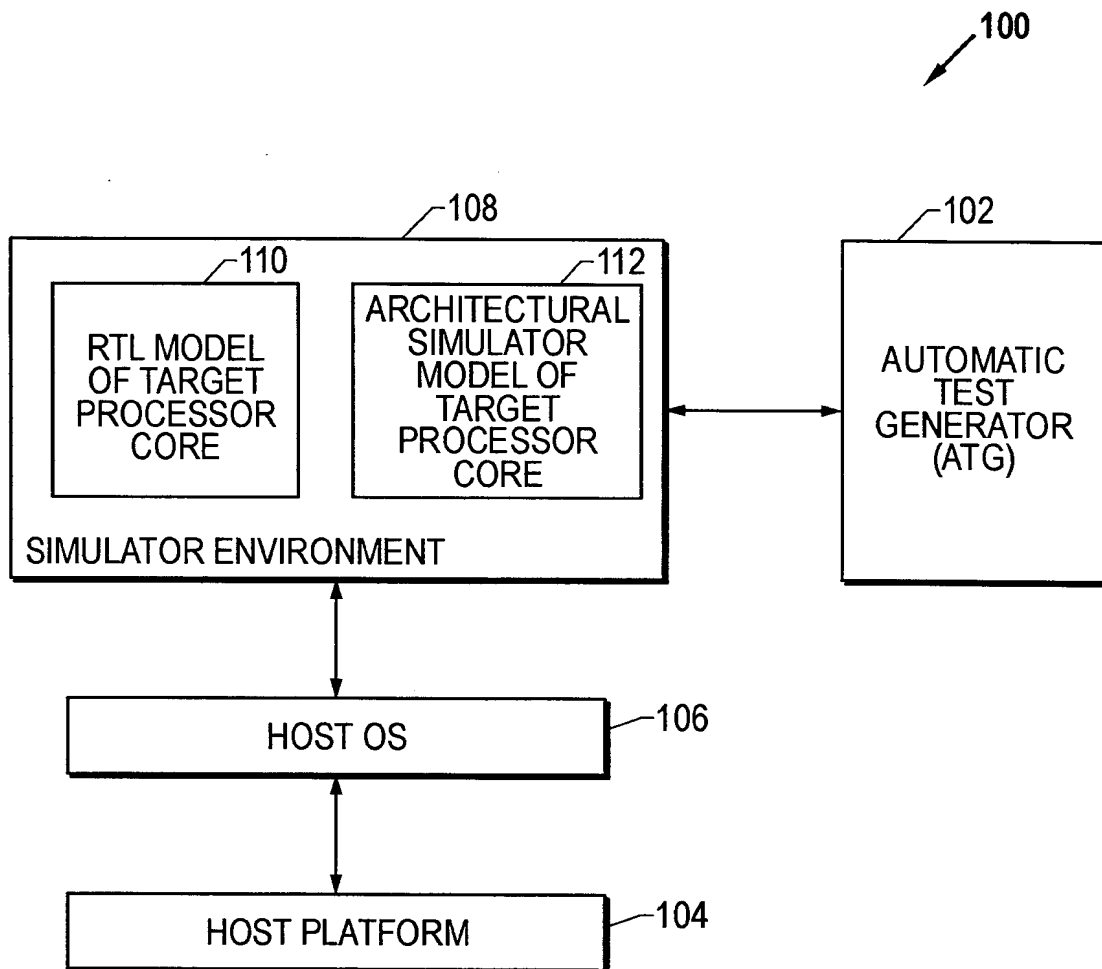 100
108
102
110
112
RTL MODEL
OF TARGET
PROCESSOR
CORE
ARCHITECTURAL
SIMULATOR
MODEL OF
TARGET
PROCESSOR
CORE
SIMULATOR ENVIRONMENT
AUTOMATIC
TEST
GENERATOR
(ATG)
HOST OS
106
HOST PLATFORM
104